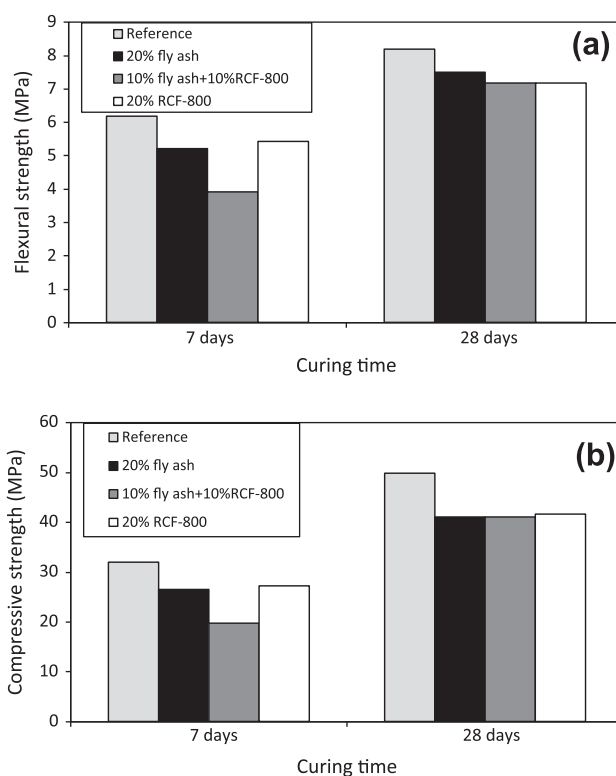 9
8
7
6
5
4
3
2
1
0
Flexural strength (MPa)
Reference
20% fly ash
10% fly ash+10%RCF-800
20% RCF-800
(a)
7 days
28 days
Curing time
60
50
40
30
20
10
0
Compressive strength (MPa)
Reference
20% fly ash
10% fly ash+10%RCF-800
20% RCF-800
(b)
7 days
28 days
Curing time